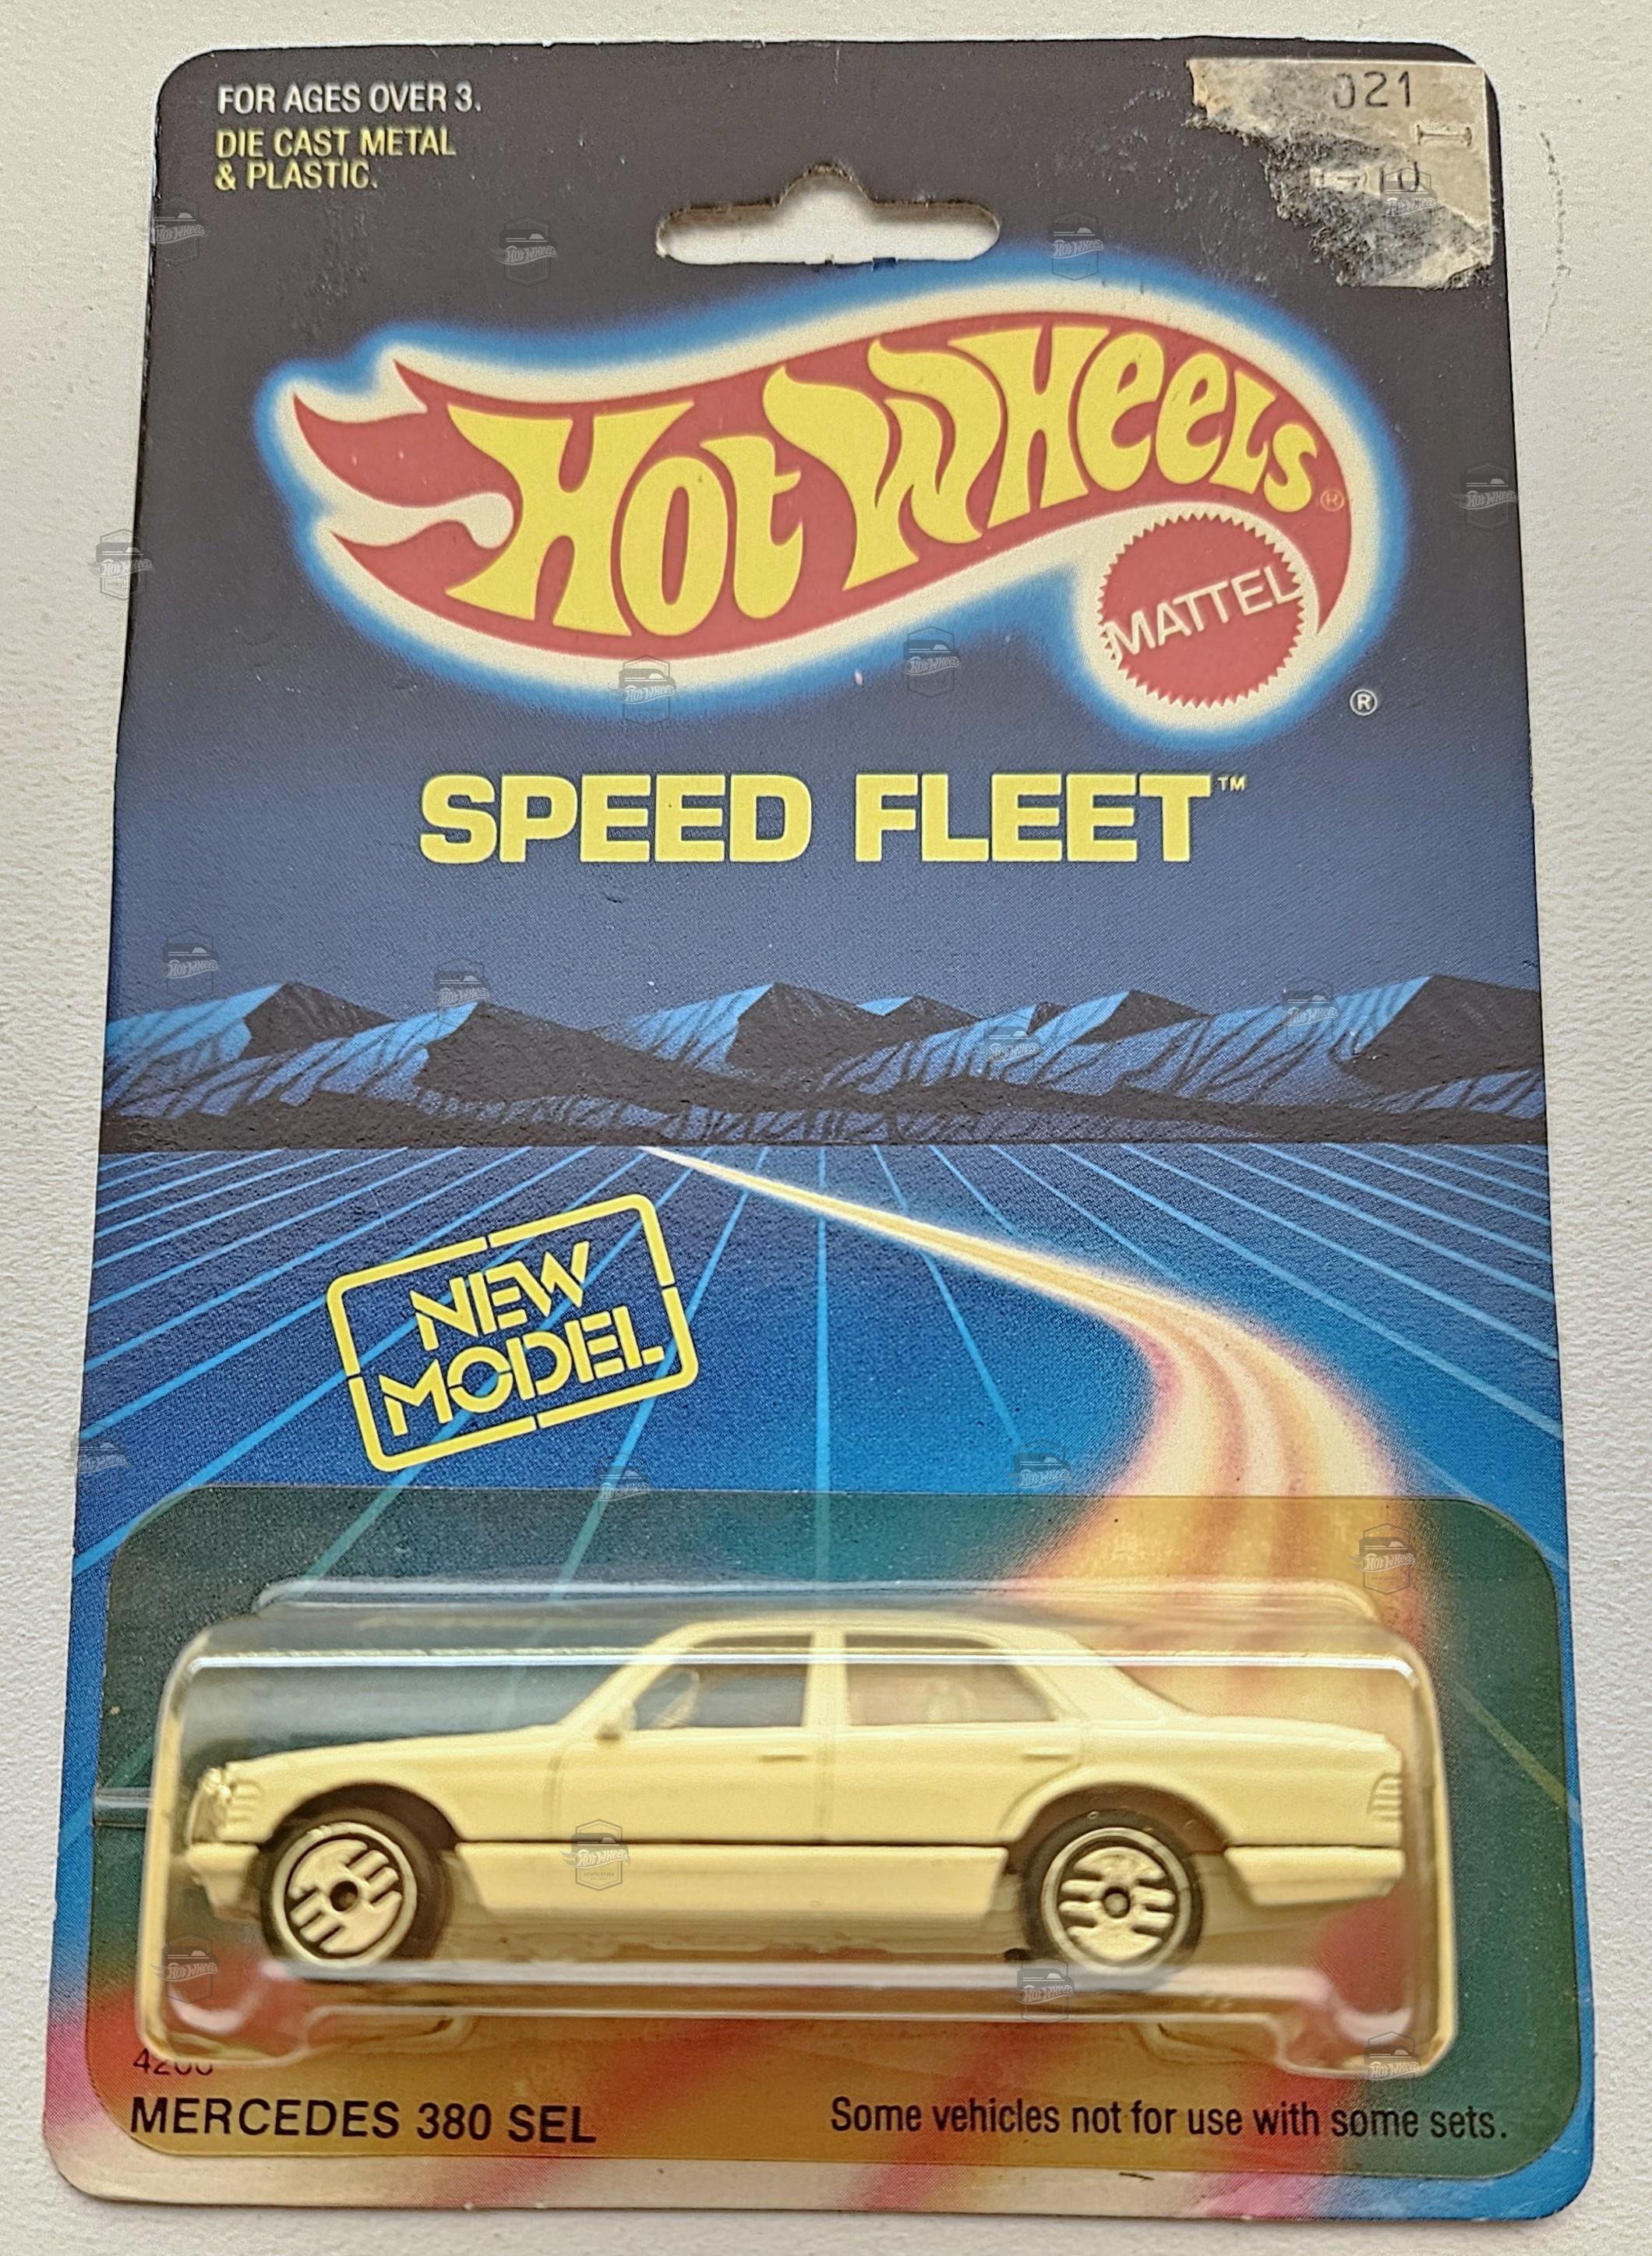 FOR AGES OVER 3.
DIE CAST METAL
& PLASTIC.
021
Hot Wheels®
MATTEL
®
SPEED FLEET™
NEW
MODEL
MERCEDES 380 SEL
Some vehicles not for use with some sets.